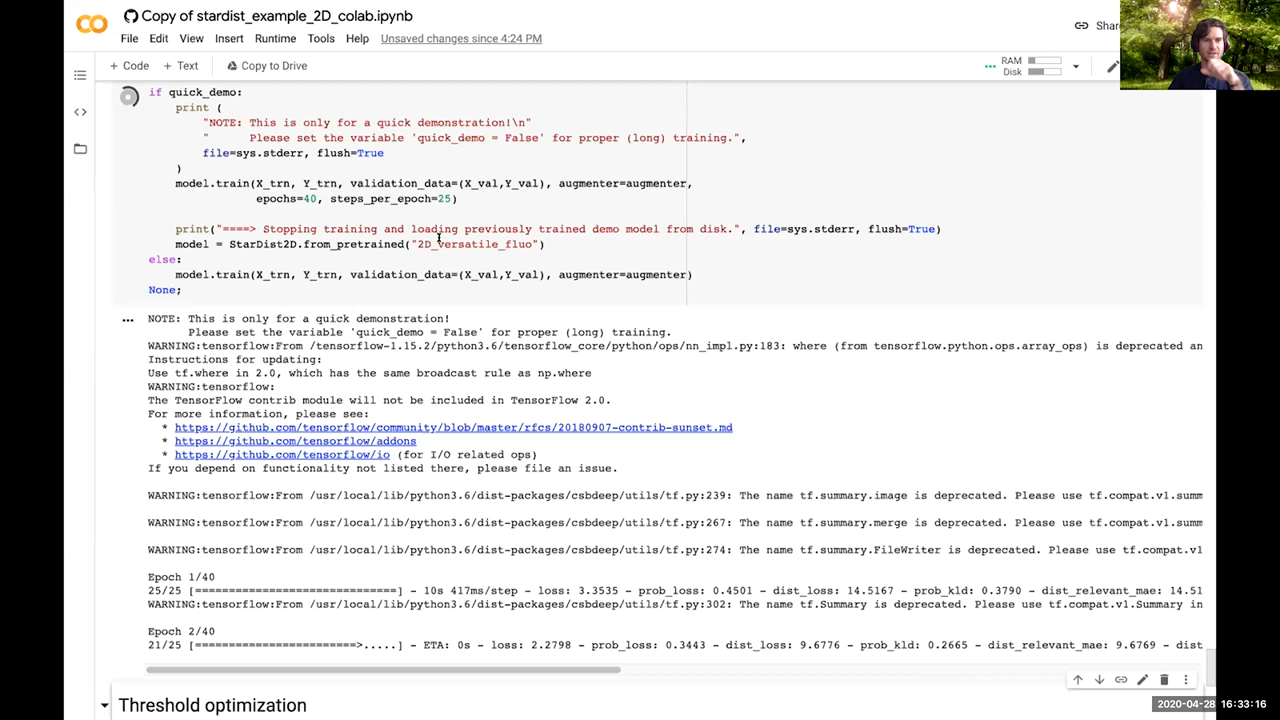 Copy of stardist_example_2D_colab.ipynb
File Edit View Insert Runtime Tools Help Unsaved changes since 4:24 PM
Shar
+ Code + Text Copy to Drive
RAM
Disk
if quick_demo:
print (
"NOTE: This is only for a quick demonstration!\n"
" Please set the variable 'quick_demo = False' for proper (long) training.",
file=sys.stderr, flush=True
)
model.train(X_trn, Y_trn, validation_data=(X_val,Y_val), augmenter=augmenter,
epochs=40, steps_per_epoch=25)
print("====> Stopping training and loading previously trained demo model from disk.", file=sys.stderr, flush=True)
model = StarDist2D.from_pretrained("2D_versatile_fluo")
else:
model.train(X_trn, Y_trn, validation_data=(X_val,Y_val), augmenter=augmenter)
None;
NOTE: This is only for a quick demonstration!
Please set the variable 'quick_demo = False' for proper (long) training.
WARNING:tensorflow:From /tensorflow-1.15.2/python3.6/tensorflow_core/python/ops/nn_impl.py:183: where (from tensorflow.python.ops.array_ops) is deprecated an
Instructions for updating:
Use tf.where in 2.0, which has the same broadcast rule as np.where
WARNING:tensorflow:
The TensorFlow contrib module will not be included in TensorFlow 2.0.
For more information, please see:
* https://github.com/tensorflow/community/blob/master/rfcs/20180907-contrib-sunset.md
* https://github.com/tensorflow/addons
* https://github.com/tensorflow/io (for I/O related ops)
If you depend on functionality not listed there, please file an issue.
WARNING:tensorflow:From /usr/local/lib/python3.6/dist-packages/csbdeep/utils/tf.py:239: The name tf.summary.image is deprecated. Please use tf.compat.v1.summ
WARNING:tensorflow:From /usr/local/lib/python3.6/dist-packages/csbdeep/utils/tf.py:267: The name tf.summary.merge is deprecated. Please use tf.compat.v1.summ
WARNING:tensorflow:From /usr/local/lib/python3.6/dist-packages/csbdeep/utils/tf.py:274: The name tf.summary.FileWriter is deprecated. Please use tf.compat.v1
Epoch 1/40
25/25 [==============================] - 10s 417ms/step - loss: 3.3535 - prob_loss: 0.4501 - dist_loss: 14.5167 - prob_kld: 0.3790 - dist_relevant_mae: 14.51
WARNING:tensorflow:From /usr/local/lib/python3.6/dist-packages/csbdeep/utils/tf.py:302: The name tf.Summary is deprecated. Please use tf.compat.v1.Summary in
Epoch 2/40
21/25 [========================>.....] - ETA: 0s - loss: 2.2798 - prob_loss: 0.3443 - dist_loss: 9.6776 - prob_kld: 0.2665 - dist_relevant_mae: 9.6769 - dist
Threshold optimization
2020-04-28 16:33:16